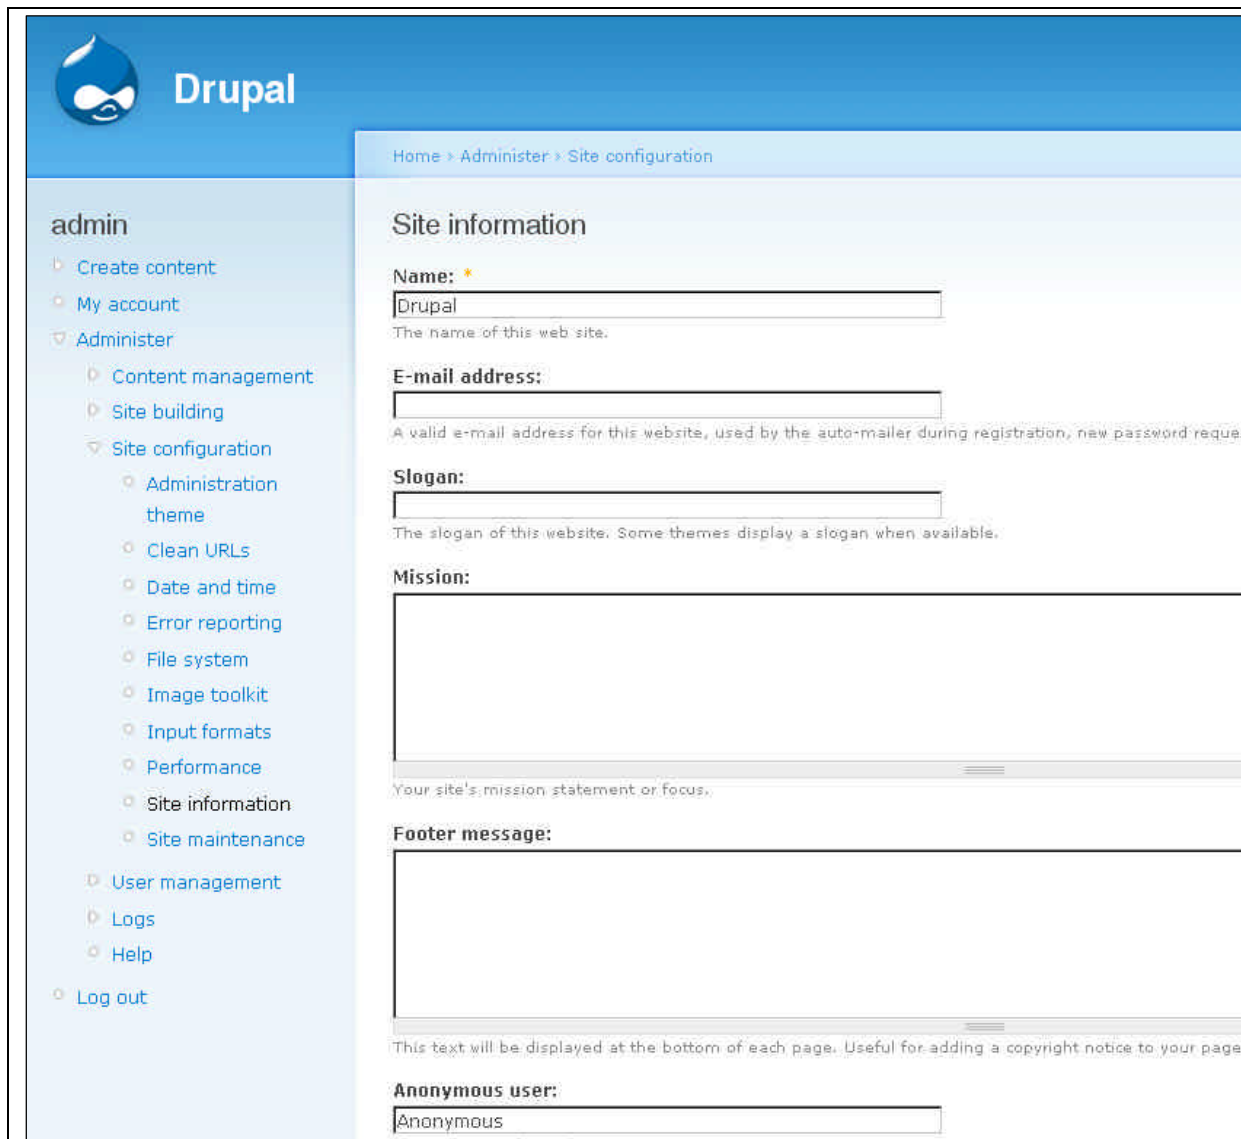 Drupal
Home > Administer > Site configuration
admin
Create content
My account
Administer
Content management
Site building
Site configuration
Administration
theme
Clean URLs
Date and time
Error reporting
File system
Image toolkit
Input formats
Performance
Site information
Site maintenance
User management
Logs
Help
Log out
Site information
Name: *
Drupal
The name of this web site.
E-mail address:
A valid e-mail address for this website, used by the auto-mailer during registration, new password reque
Slogan:
The slogan of this website. Some themes display a slogan when available.
Mission:
Your site's mission statement or focus.
Footer message:
This text will be displayed at the bottom of each page. Useful for adding a copyright notice to your page
Anonymous user:
Anonymous